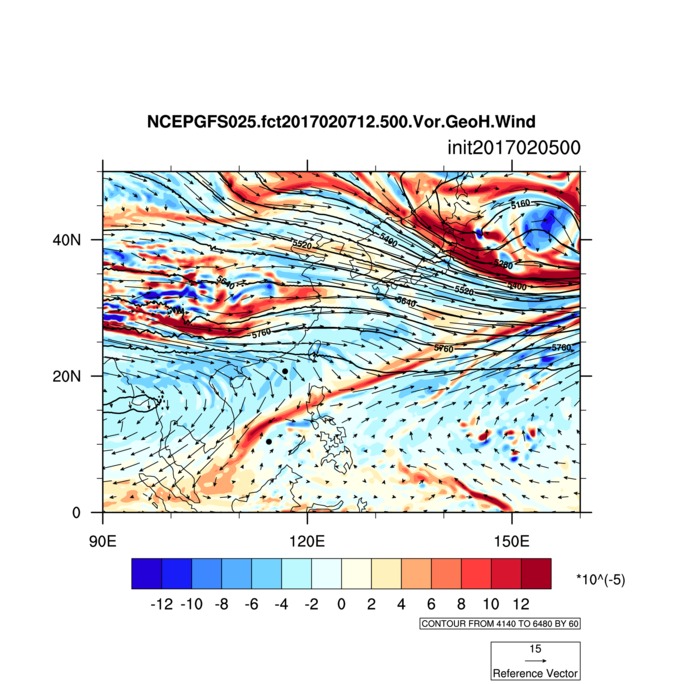 NCEPGFS025.fct2017020712.500.Vor.GeoH.Wind
init2017020500
5160
5520
5400
5280
5400
5520
5640
5640
5760
5760
5760
40N
20N
0
90E 120E 150E
-12 -10 -8 -6 -4 -2 0 2 4 6 8 10 12
*10^(-5)
CONTOUR FROM 4140 TO 6480 BY 60
15
Reference Vector